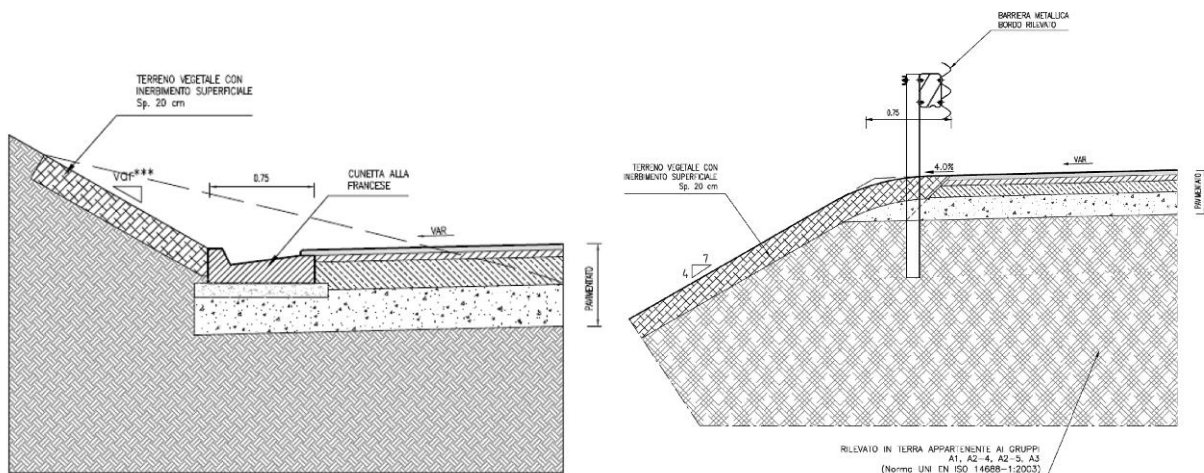 TERRENO VEGETALE CON
INERBIMENTO SUPERFICIALE
Sp. 20 cm
var***
0.75
CUNETTA ALLA
FRANCESE
VAR
PAVIMENTATO
BARRIERA METALLICA
BORDO RILEVATO
0.75
TERRENO VEGETALE CON
INERBIMENTO SUPERFICIALE
Sp. 20 cm
4.0%
VAR
PAVIMENTATO
7
4
RILEVATO IN TERRA APPARTENENTE AI GRUPPI
A1, A2-4, A2-5, A3
(Norma UNI EN ISO 14688-1:2003)